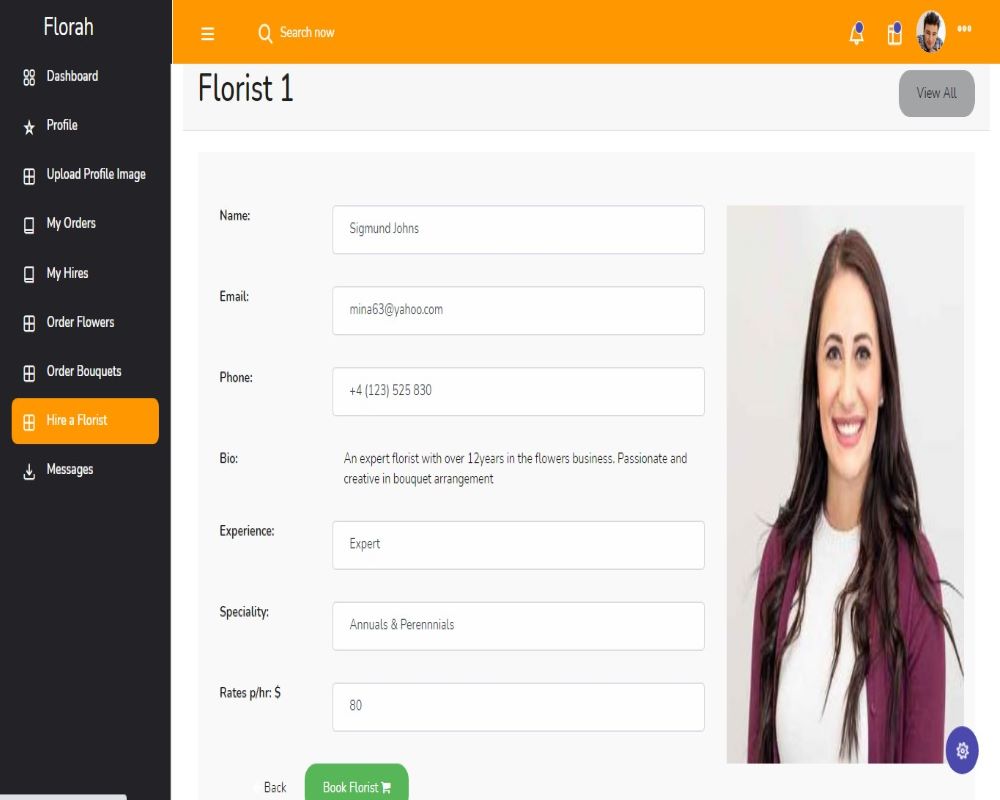 Florah
Dashboard
Profile
Upload Profile Image
My Orders
My Hires
Order Flowers
Order Bouquets
Hire a Florist
Messages
Search now
Florist 1
View All
Name:
Sigmund Johns
Email:
mina63@yahoo.com
Phone:
+4 (123) 525 830
Bio:
An expert florist with over 12years in the flowers business. Passionate and
creative in bouquet arrangement
Experience:
Expert
Speciality:
Annuals & Perennnials
Rates p/hr: $
80
Back
Book Florist